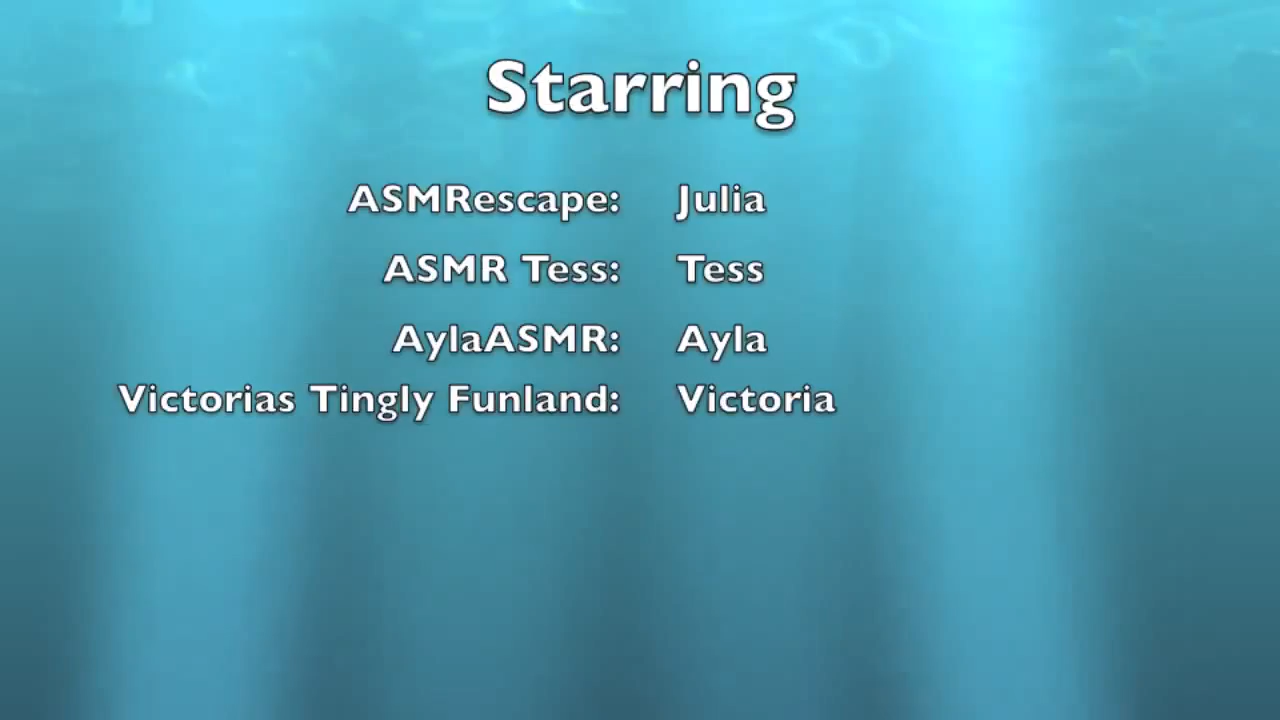 Starring
ASMRescape: Julia
ASMR Tess: Tess
AylaASMR: Ayla
Victorias Tingly Funland: Victoria